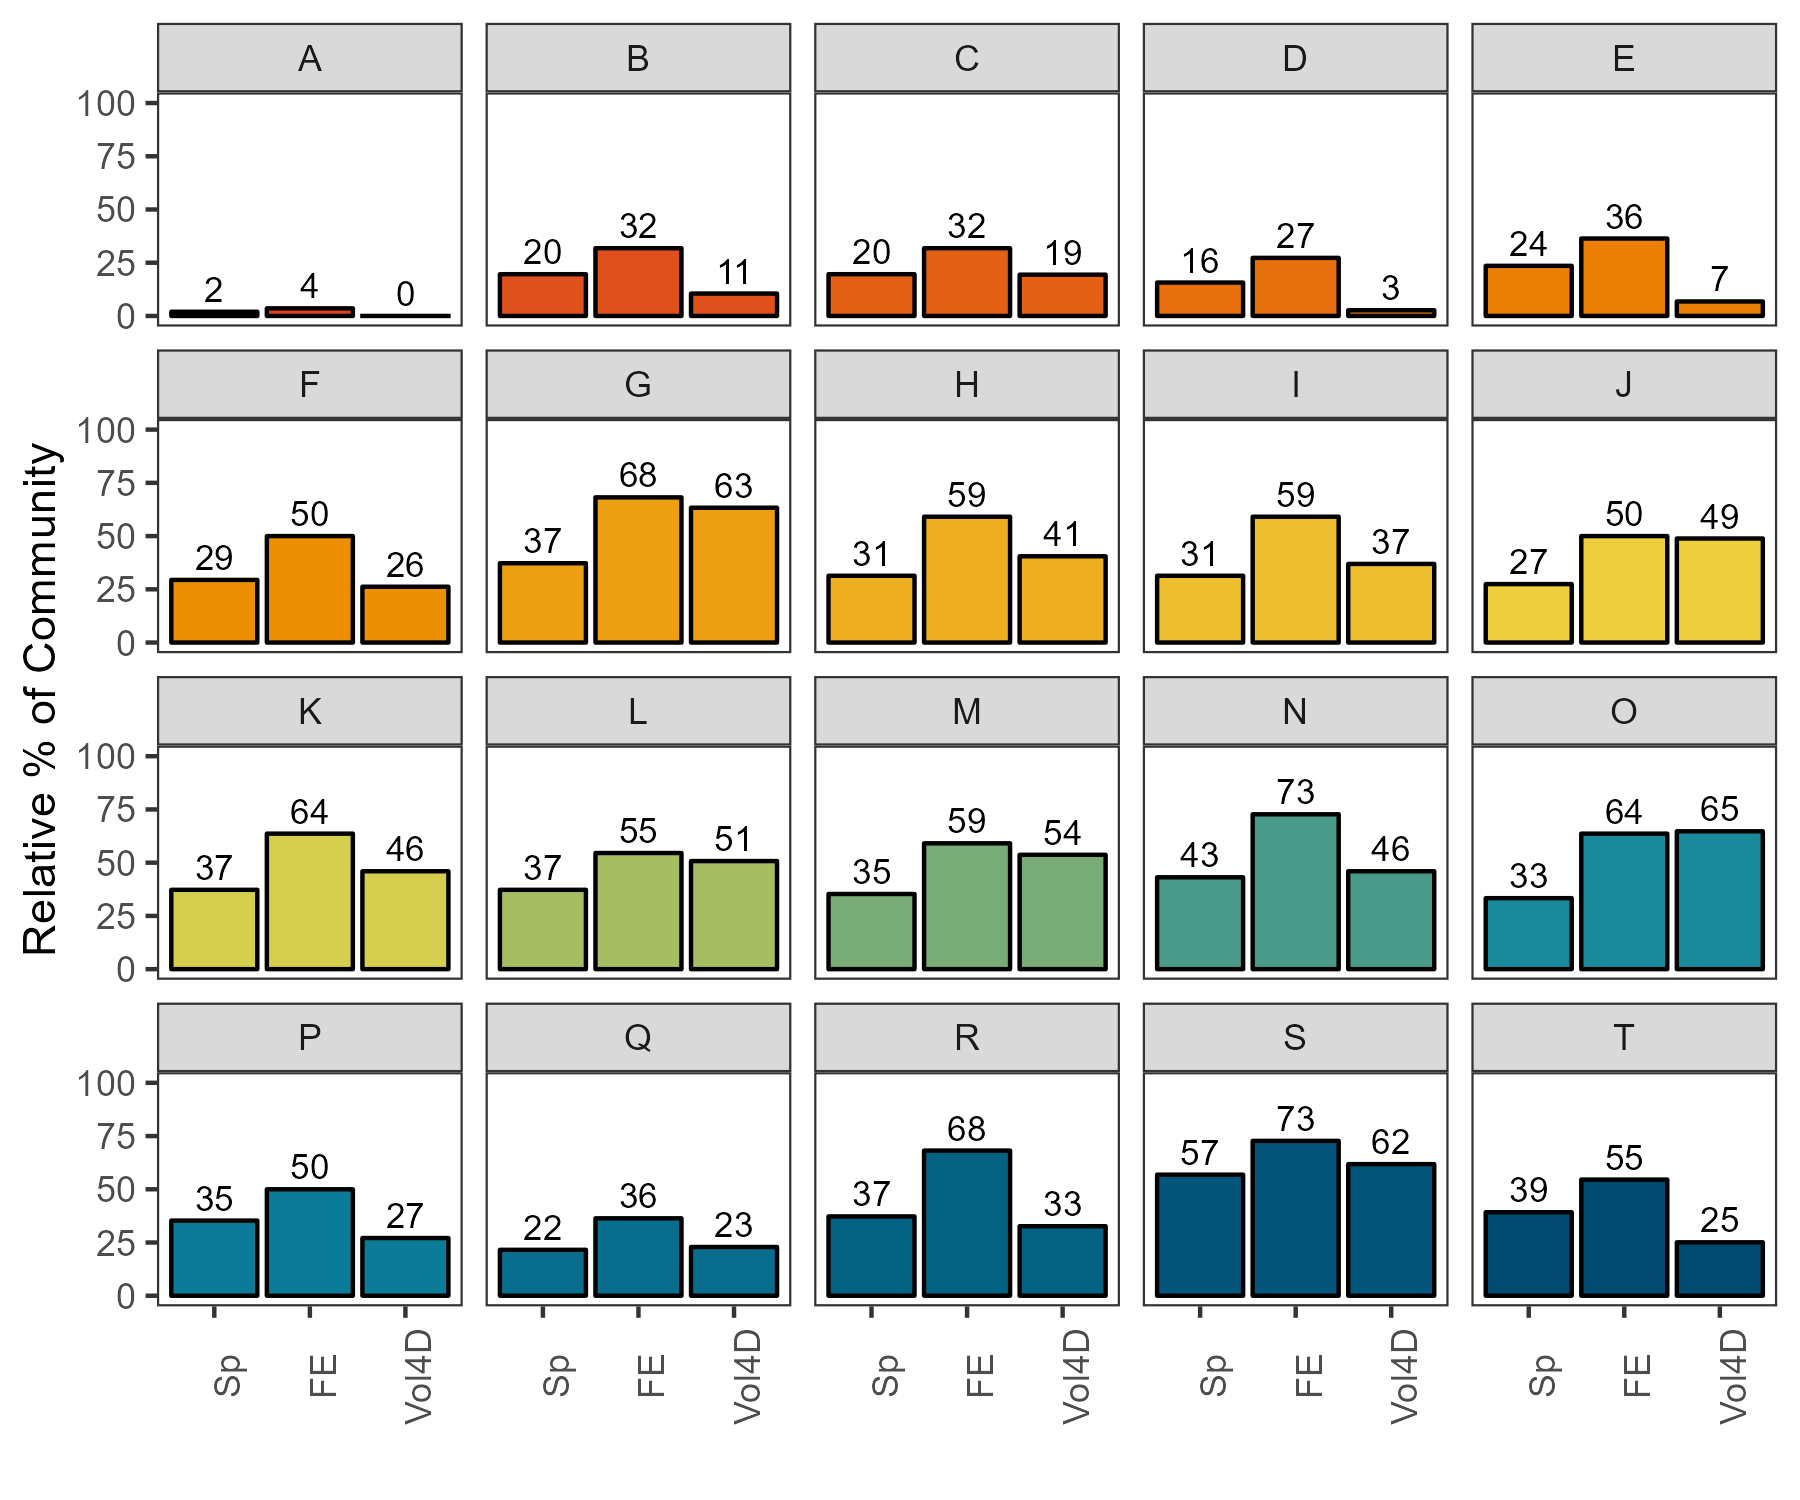 A B C D E
100
75
50
25
0
2 4 0
20 32 11
20 32 19
16 27 3
24 36 7
F G H I J
100
75
50
25
0
29 50 26
37 68 63
31 59 41
31 59 37
27 50 49
Relative % of Community
K L M N O
100
75
50
25
0
37 64 46
37 55 51
35 59 54
43 73 46
33 64 65
P Q R S T
100
75
50
25
0
35 50 27
22 36 23
37 68 33
57 73 62
39 55 25
Sp FE Vol4D
Sp FE Vol4D
Sp FE Vol4D
Sp FE Vol4D
Sp FE Vol4D